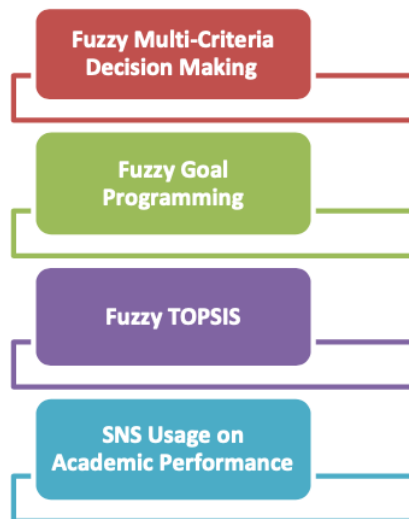 Fuzzy Multi-Criteria
Decision Making
Fuzzy Goal
Programming
Fuzzy TOPSIS
SNS Usage on
Academic Performance